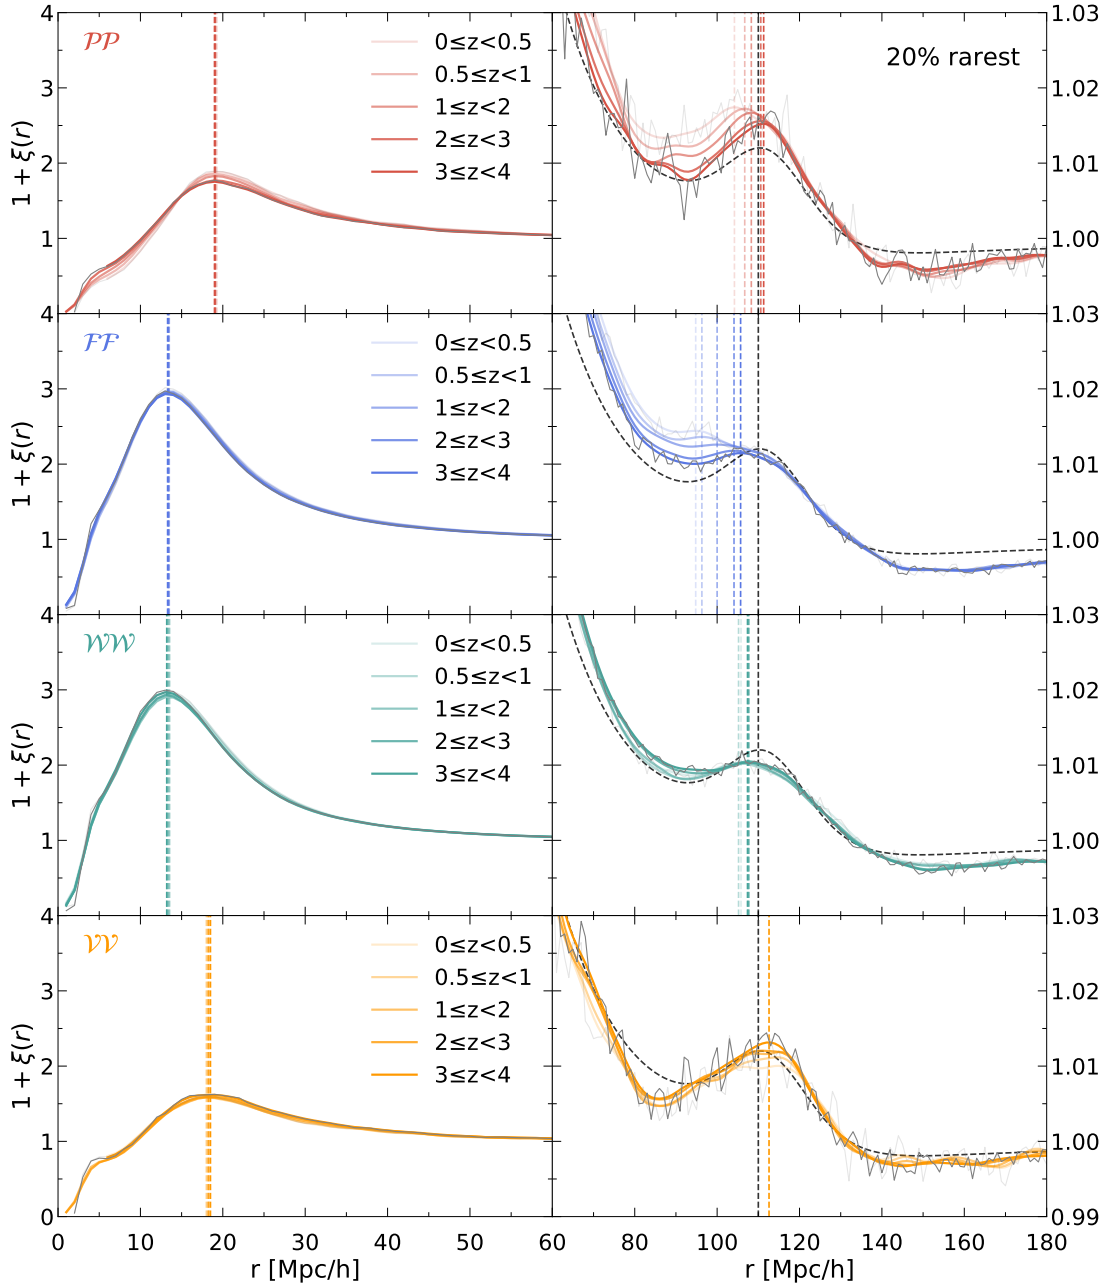 4
3
2
1
1 + ξ(r)
𝒫𝒫
0≤z<0.5
0.5≤z<1
1≤z<2
2≤z<3
3≤z<4
20% rarest
1.03
1.02
1.01
1.00
4
3
2
1
1 + ξ(r)
ℱℱ
0≤z<0.5
0.5≤z<1
1≤z<2
2≤z<3
3≤z<4
1.03
1.02
1.01
1.00
4
3
2
1
1 + ξ(r)
𝒲𝒲
0≤z<0.5
0.5≤z<1
1≤z<2
2≤z<3
3≤z<4
1.03
1.02
1.01
1.00
4
3
2
1
0
1 + ξ(r)
𝒱𝒱
0≤z<0.5
0.5≤z<1
1≤z<2
2≤z<3
3≤z<4
1.03
1.02
1.01
1.00
0.99
0 10 20 30 40 50 60 80 100 120 140 160 180
r [Mpc/h] r [Mpc/h]